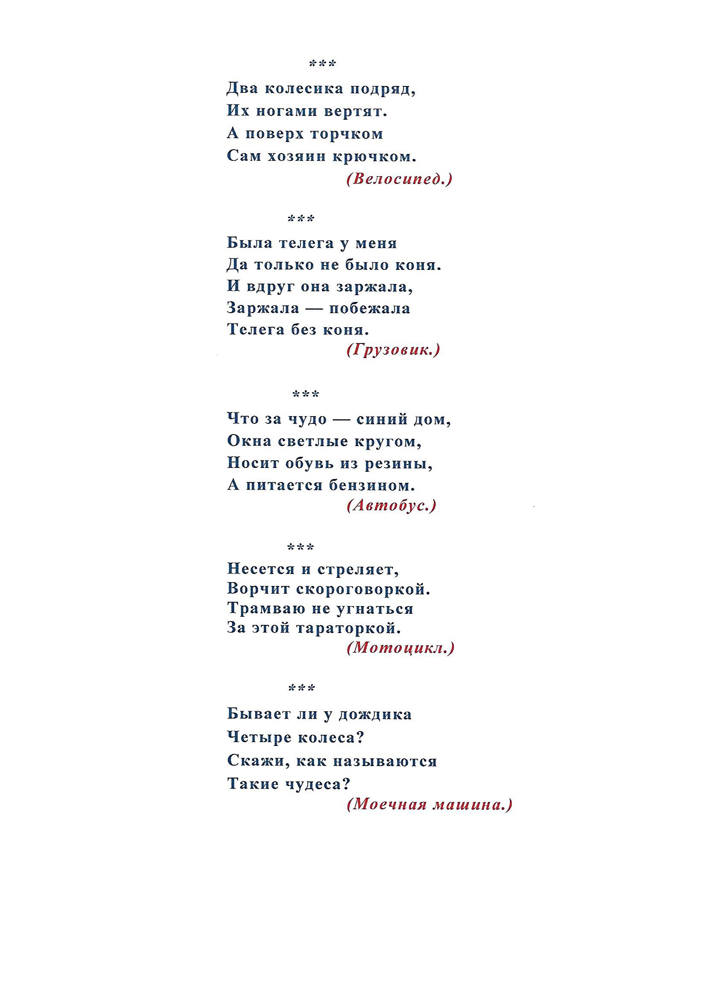 ***
Два колесика подряд,
Их ногами вертят.
А поверх торчком
Сам хозяин крючком.
(Велосипед.)
***
Была телега у меня
Да только не было коня.
И вдруг она заржала,
Заржала — побежала
Телега без коня.
(Грузовик.)
***
Что за чудо — синий дом,
Окна светлые кругом,
Носит обувь из резины,
А питается бензином.
(Автобус.)
***
Несется и стреляет,
Ворчит скороговоркой.
Трамваю не угнаться
За этой тараторкой.
(Мотоцикл.)
***
Бывает ли у дождика
Четыре колеса?
Скажи, как называются
Такие чудеса?
(Моечная машина.)